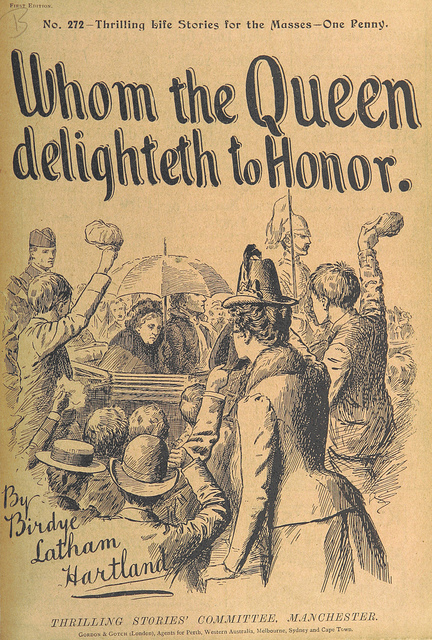 First Edition.
No. 272—Thrilling Life Stories for the Masses—One Penny.
Whom the Queen
delighteth to Honor.
By
Birdye
Latham
Hartland
THRILLING STORIES' COMMITTEE, MANCHESTER.
Gordon & Gotch (London), Agents for Perth, Western Australia, Melbourne, Sydney and Cape Town.